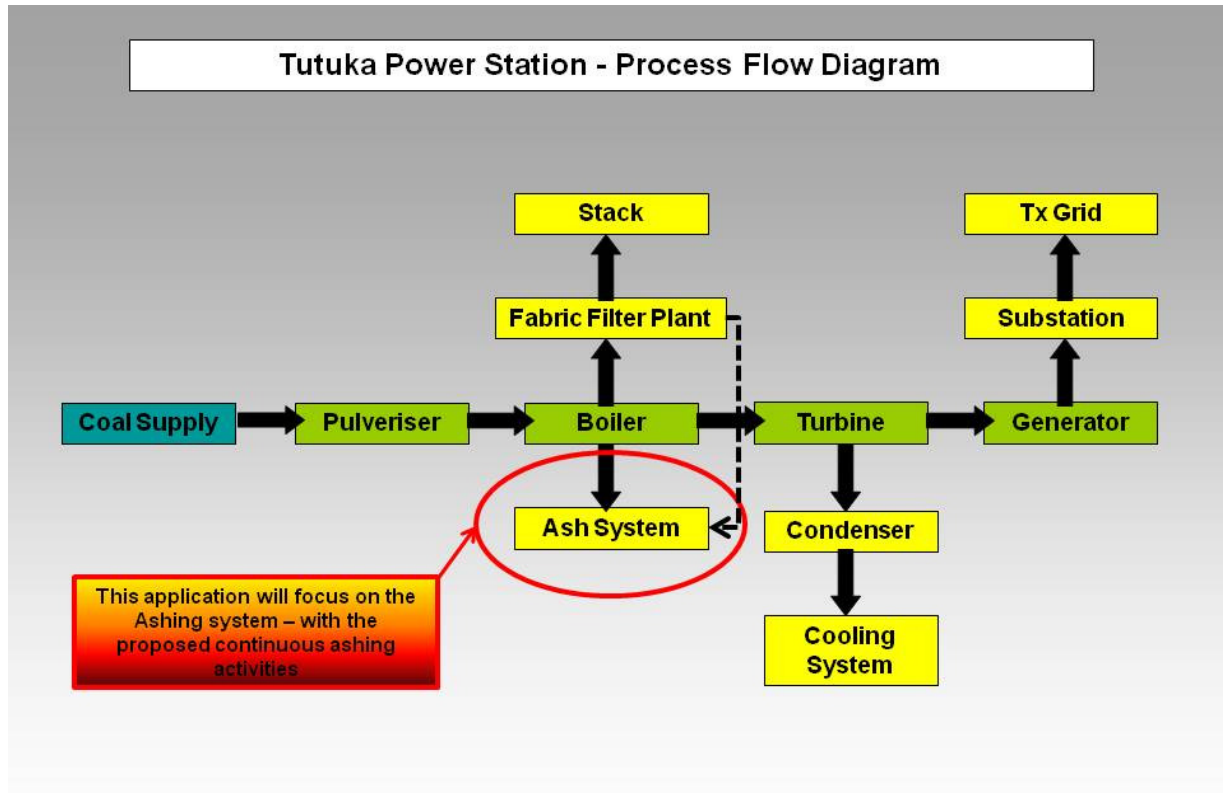 Tutuka Power Station - Process Flow Diagram
Stack
Tx Grid
Fabric Filter Plant
Substation
Coal Supply
Pulveriser
Boiler
Turbine
Generator
Ash System
Condenser
This application will focus on the
Ashing system – with the
proposed continuous ashing
activities
Cooling
System